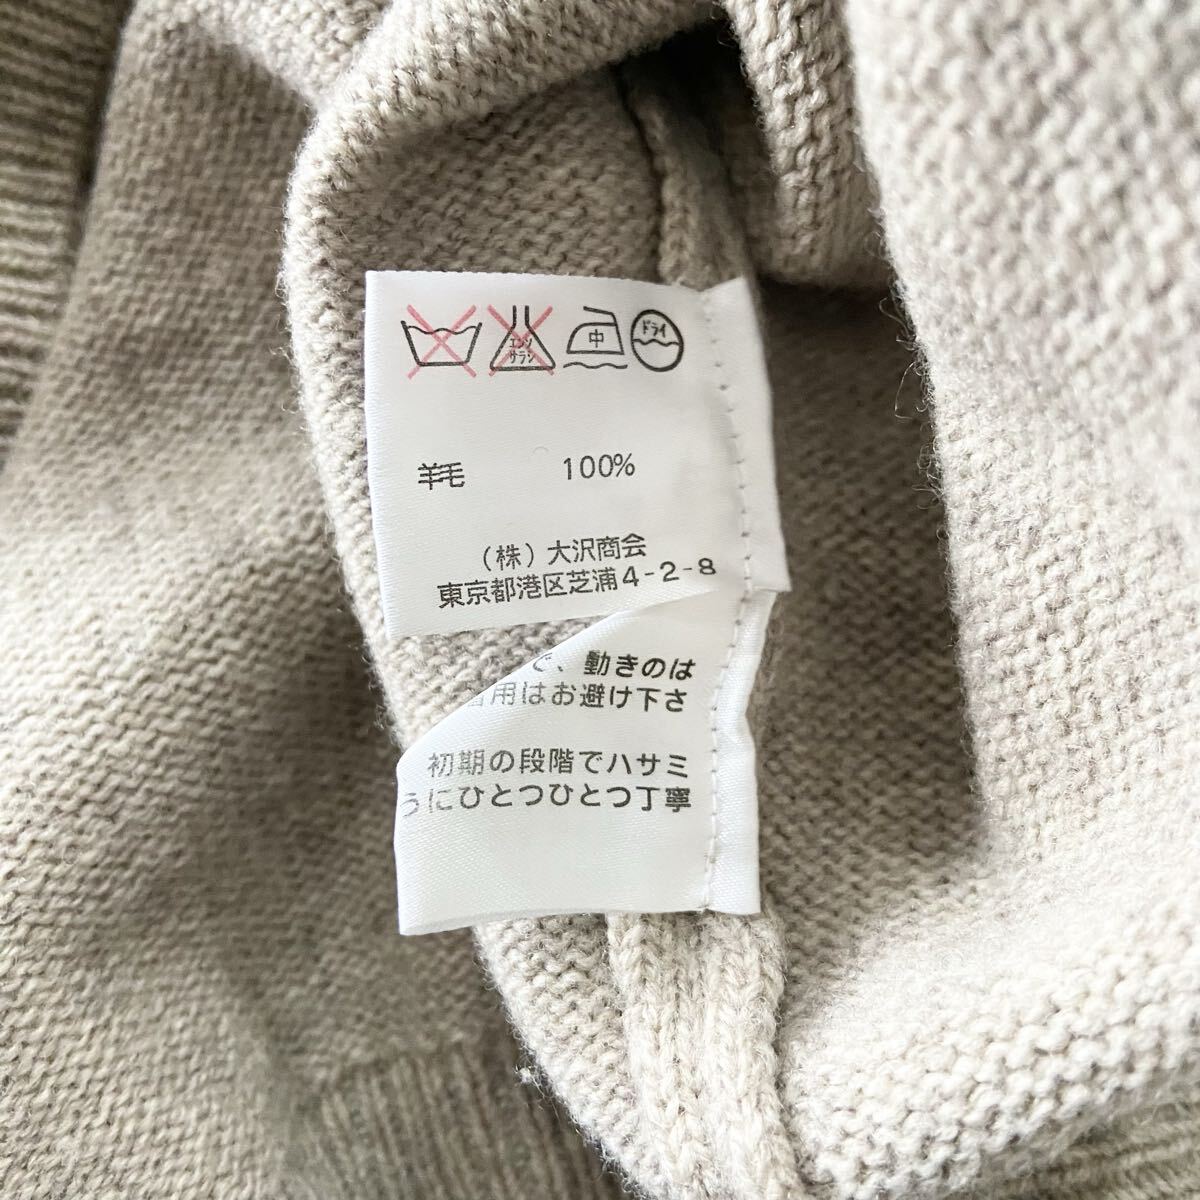 エンソ
サラシ
中
ドライ
羊毛 100%
（株）大沢商会
東京都港区芝浦4-2-8
で、動きのは
着用はお避け下さ
初期の段階でハサミ
うにひとつひとつ丁寧